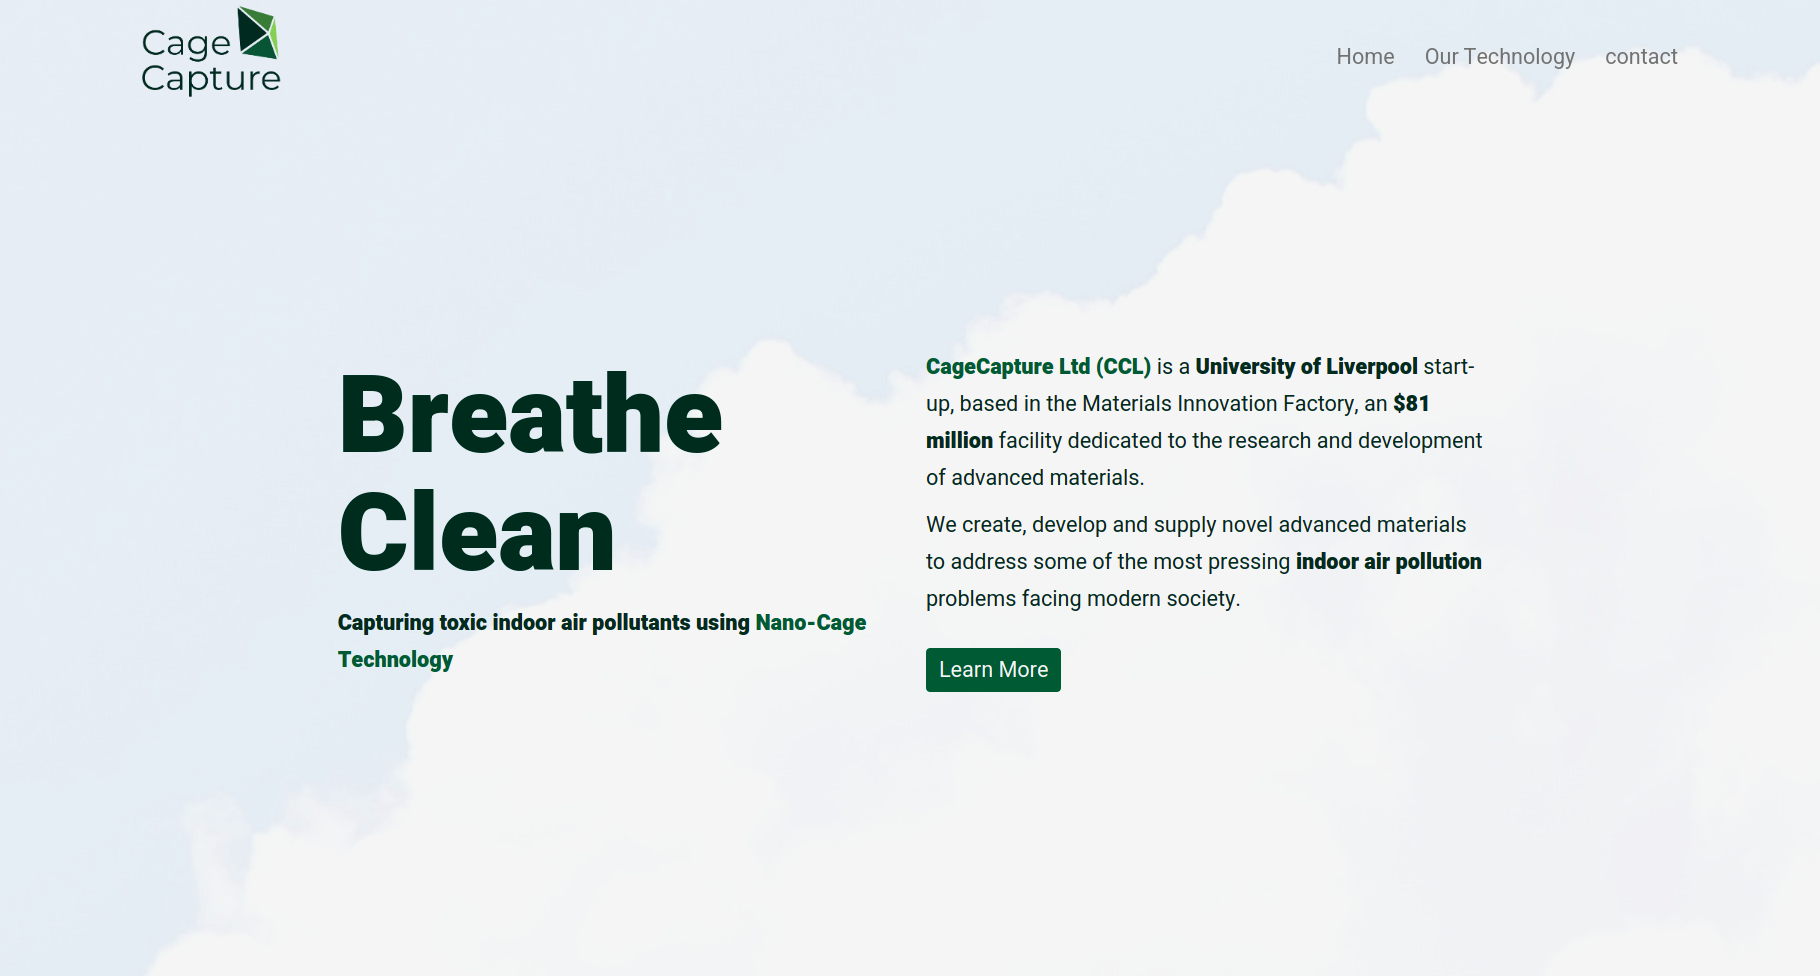 Cage
Capture
Home
Our Technology
contact
Breathe
Clean
Capturing toxic indoor air pollutants using Nano-Cage
Technology
CageCapture Ltd (CCL) is a University of Liverpool start-
up, based in the Materials Innovation Factory, an $81
million facility dedicated to the research and development
of advanced materials.
We create, develop and supply novel advanced materials
to address some of the most pressing indoor air pollution
problems facing modern society.
Learn More